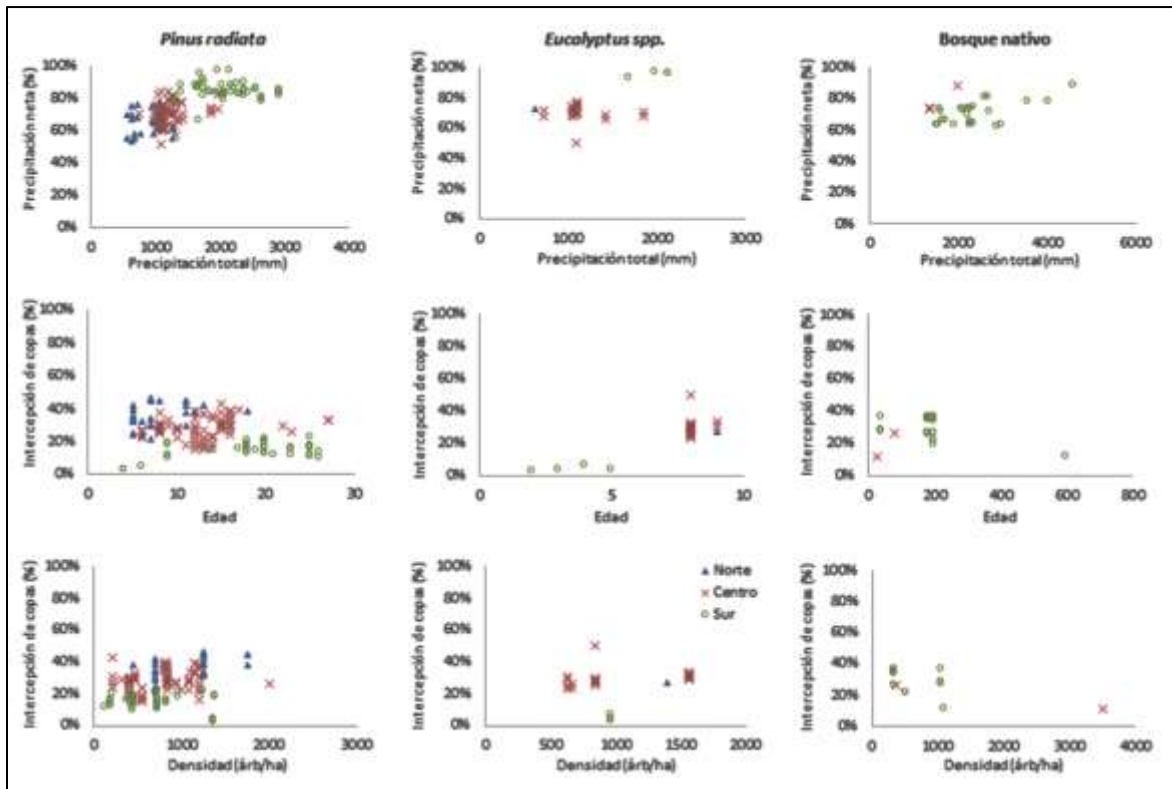 Pinus radiata
Precipitación neta (%)
100%
80%
60%
40%
20%
0%
0 1000 2000 3000 4000
Precipitación total (mm)
Eucalyptus spp.
Precipitación neta (%)
100%
80%
60%
40%
20%
0%
0 1000 2000 3000
Precipitación total (mm)
Bosque nativo
Precipitación neta (%)
100%
80%
60%
40%
20%
0%
0 2000 4000 6000
Precipitación total (mm)
Intercepción de copas (%)
100%
80%
60%
40%
20%
0%
0 10 20 30
Edad
Intercepción de copas (%)
100%
80%
60%
40%
20%
0%
0 5 10
Edad
Intercepción de copas (%)
100%
80%
60%
40%
20%
0%
0 200 400 600 800
Edad
Intercepción de copas (%)
100%
80%
60%
40%
20%
0%
0 1000 2000 3000
Densidad (árb/ha)
Intercepción de copas (%)
100%
80%
60%
40%
20%
0%
0 500 1000 1500 2000
Densidad (árb/ha)
Norte
Centro
Sur
Intercepción de copas (%)
100%
80%
60%
40%
20%
0%
0 1000 2000 3000 4000
Densidad (árb/ha)